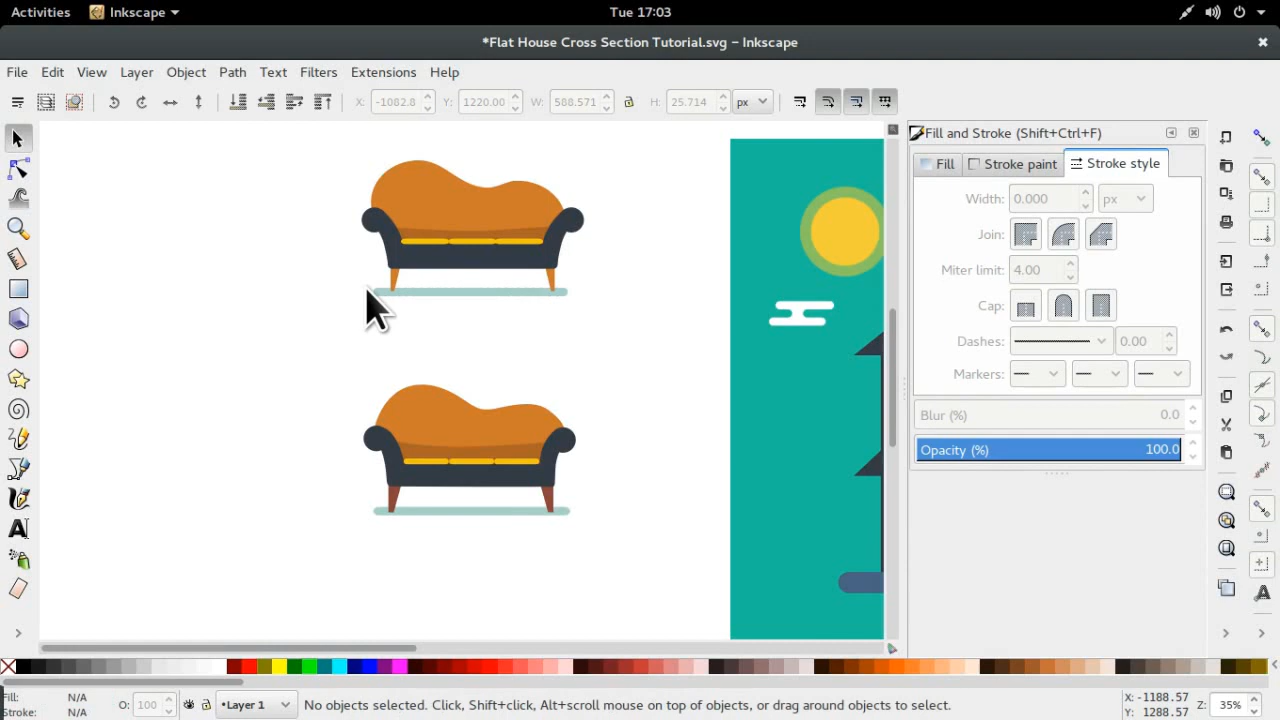 Activities Inkscape Tue 17:03
*Flat House Cross Section Tutorial.svg – Inkscape
File Edit View Layer Object Path Text Filters Extensions Help
X: -1082.8 Y: 1220.00 W: 588.571 H: 25.714 px
Fill and Stroke (Shift+Ctrl+F)
Fill Stroke paint Stroke style
Width: 0.000 px
Join:
Miter limit: 4.00
Cap:
Dashes: 0.00
Markers:
Blur (%) 0.0
Opacity (%) 100.0
Fill: N/A
Stroke: N/A
O: 100
•Layer 1
No objects selected. Click, Shift+click, Alt+scroll mouse on top of objects, or drag around objects to select.
X: -1188.57
Y: 1288.57
Z: 35%